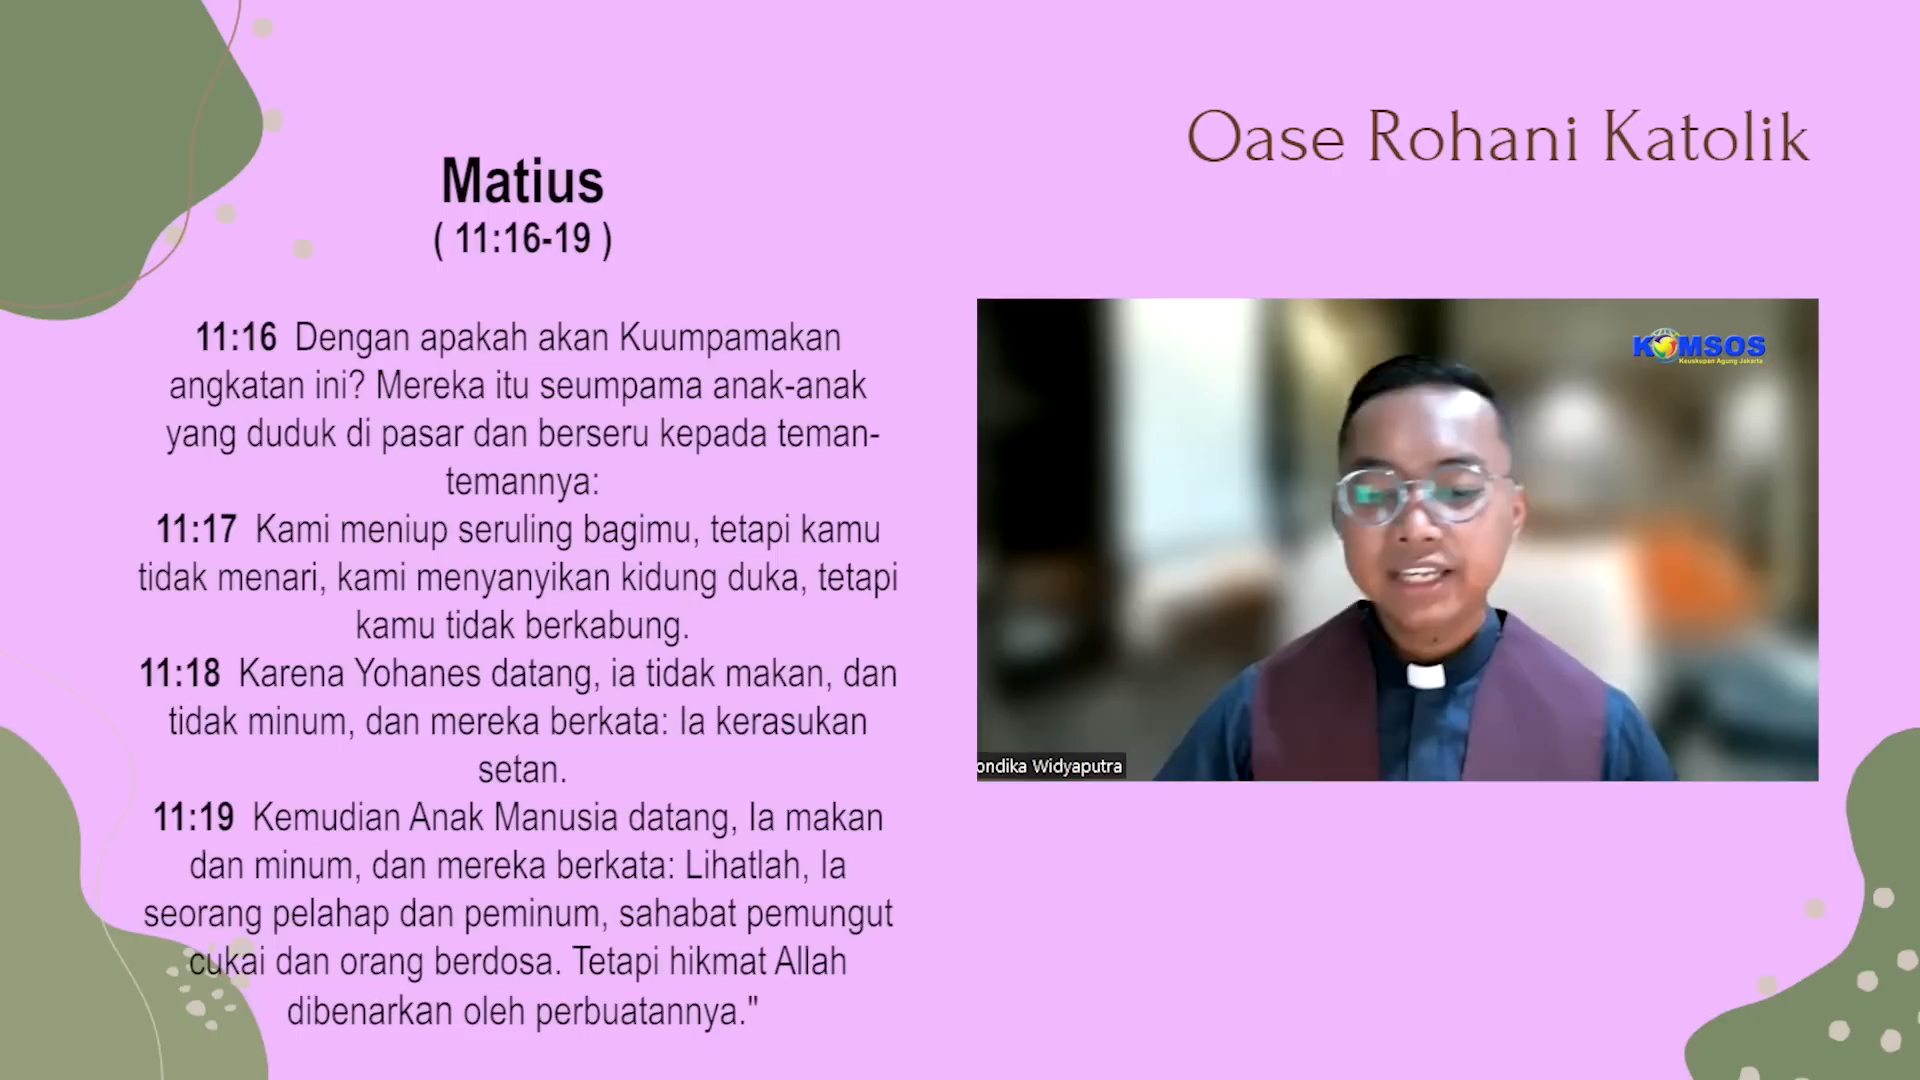 Oase Rohani Katolik
Matius
( 11:16-19 )
11:16 Dengan apakah akan Kuumpamakan
angkatan ini? Mereka itu seumpama anak-anak
yang duduk di pasar dan berseru kepada teman-
temannya:
11:17 Kami meniup seruling bagimu, tetapi kamu
tidak menari, kami menyanyikan kidung duka, tetapi
kamu tidak berkabung.
11:18 Karena Yohanes datang, ia tidak makan, dan
tidak minum, dan mereka berkata: Ia kerasukan
setan.
11:19 Kemudian Anak Manusia datang, Ia makan
dan minum, dan mereka berkata: Lihatlah, Ia
seorang pelahap dan peminum, sahabat pemungut
cukai dan orang berdosa. Tetapi hikmat Allah
dibenarkan oleh perbuatannya."
KOMSOS
Keuskupan Agung Jakarta
ondika Widyaputra